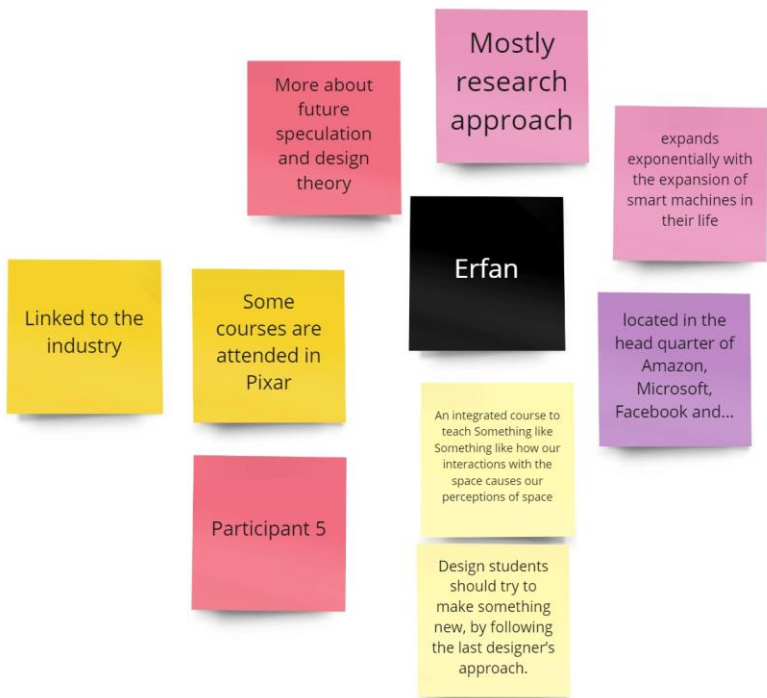 Mostly
research
approach
More about
future
speculation
and design
theory
expands
exponentially with
the expansion of
smart machines in
their life
Erfan
Linked to the
industry
Some
courses are
attended in
Pixar
located in the
head quarter of
Amazon,
Microsoft,
Facebook and...
An integrated course to
teach Something like
Something like how our
interactions with the
space causes our
perceptions of space
Participant 5
Design students
should try to
make something
new, by following
the last designer's
approach.